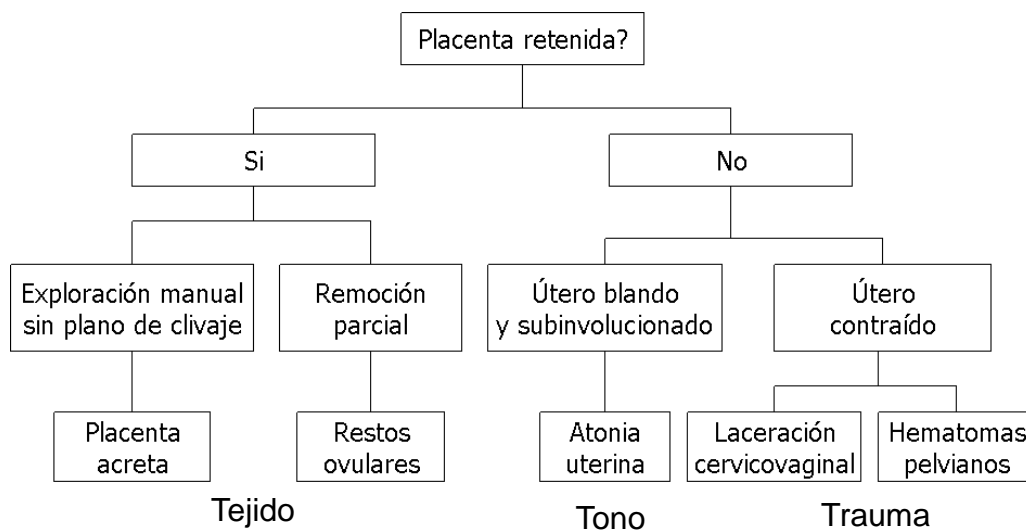 Placenta retenida?
Si
No
Exploración manual
sin plano de clivaje
Remoción
parcial
Útero blando
y subinvolucionado
Útero
contraído
Placenta
acreta
Restos
ovulares
Atonia
uterina
Laceración
cervicovaginal
Hematomas
pelvianos
Tejido
Tono
Trauma